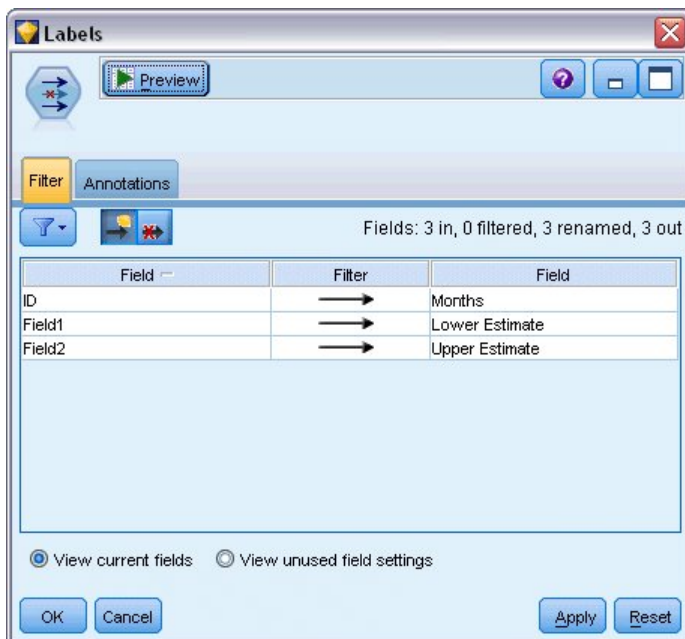 Labels
Preview
Filter Annotations
Fields: 3 in, 0 filtered, 3 renamed, 3 out
Field Filter Field
ID Months
Field1 Lower Estimate
Field2 Upper Estimate
View current fields View unused field settings
OK Cancel Apply Reset